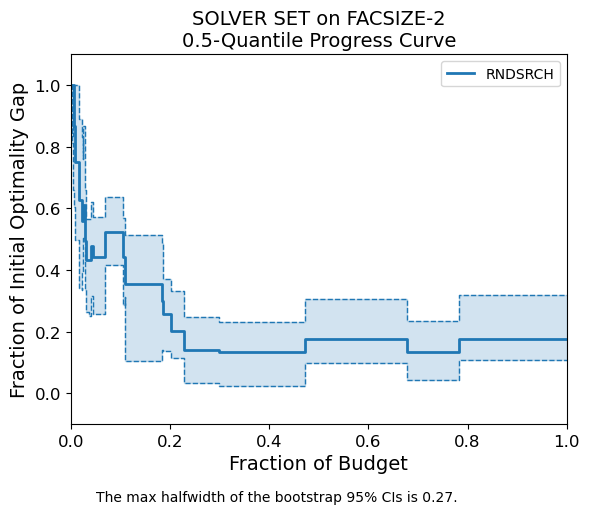 SOLVER SET on FACSIZE-2
0.5-Quantile Progress Curve
RNDSRCH
Fraction of Initial Optimality Gap
1.0
0.8
0.6
0.4
0.2
0.0
0.0 0.2 0.4 0.6 0.8 1.0
Fraction of Budget
The max halfwidth of the bootstrap 95% CIs is 0.27.